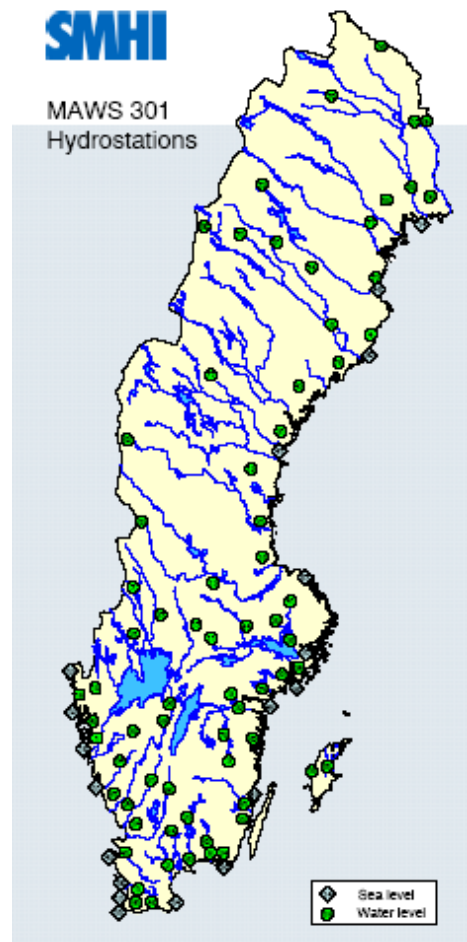 SMHI
MAWS 301
Hydrostations
Sea level
Water level